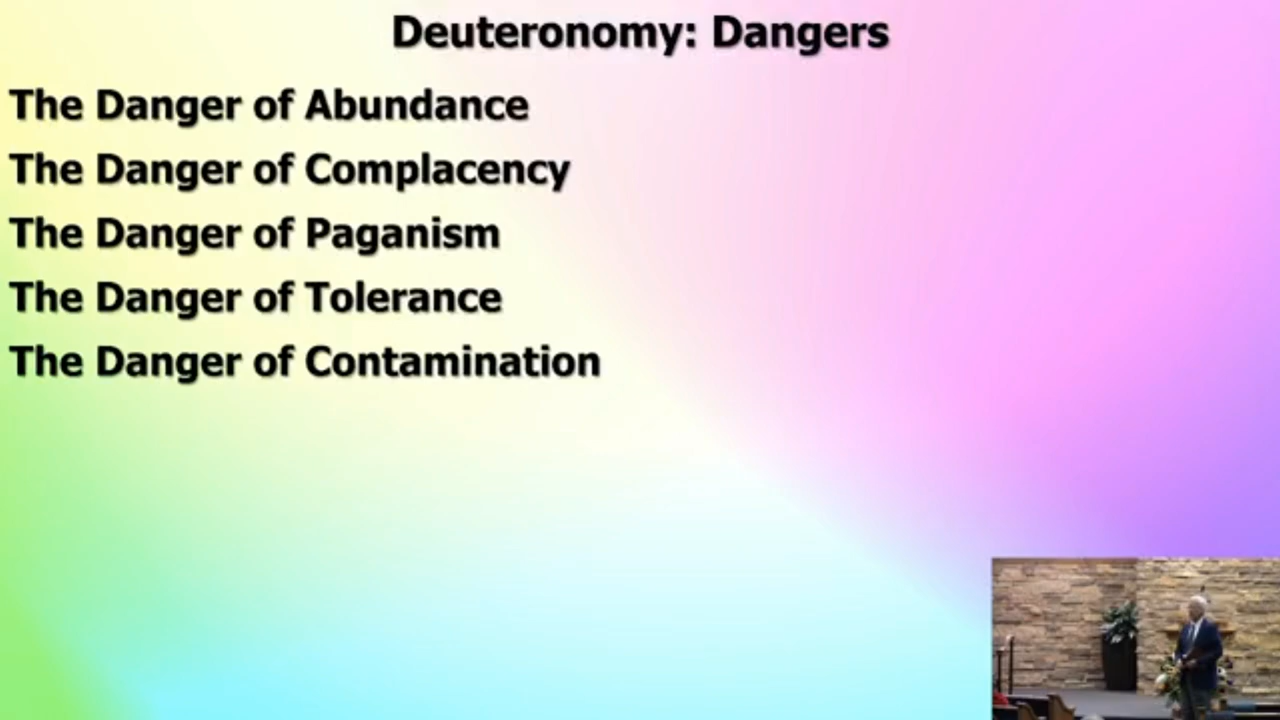 Deuteronomy: Dangers
The Danger of Abundance
The Danger of Complacency
The Danger of Paganism
The Danger of Tolerance
The Danger of Contamination